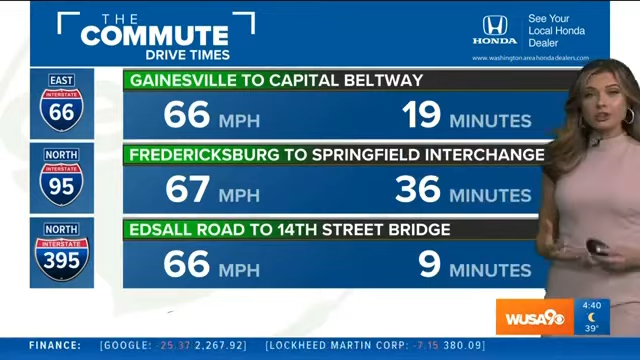 THE
COMMUTE
DRIVE TIMES
HONDA
See Your
Local Honda
Dealer
www.washingtonareahondadealers.com
EAST
INTERSTATE
66
GAINESVILLE TO CAPITAL BELTWAY
66 MPH 19 MINUTES
NORTH
INTERSTATE
95
FREDERICKSBURG TO SPRINGFIELD INTERCHANGE
67 MPH 36 MINUTES
NORTH
INTERSTATE
395
EDSALL ROAD TO 14TH STREET BRIDGE
66 MPH 9 MINUTES
WUSA9
4:40
39°
FINANCE: [GOOGLE: -25.37 2,267.92] [LOCKHEED MARTIN CORP: -7.15 380.09]